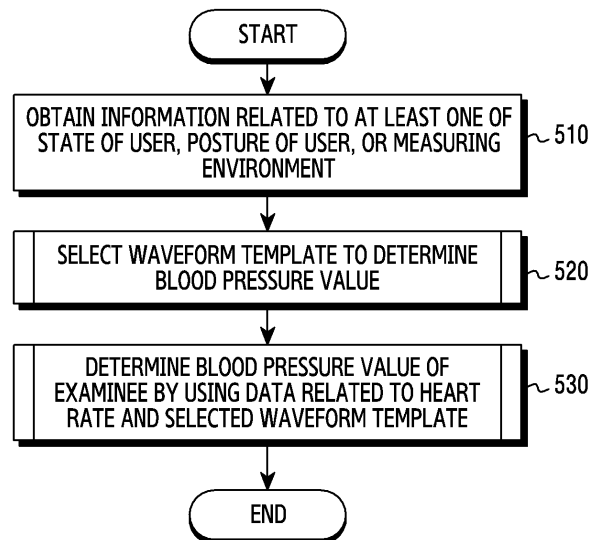 START
OBTAIN INFORMATION RELATED TO AT LEAST ONE OF
STATE OF USER, POSTURE OF USER, OR MEASURING
ENVIRONMENT
510
SELECT WAVEFORM TEMPLATE TO DETERMINE
BLOOD PRESSURE VALUE
520
DETERMINE BLOOD PRESSURE VALUE OF
EXAMINEE BY USING DATA RELATED TO HEART
RATE AND SELECTED WAVEFORM TEMPLATE
530
END